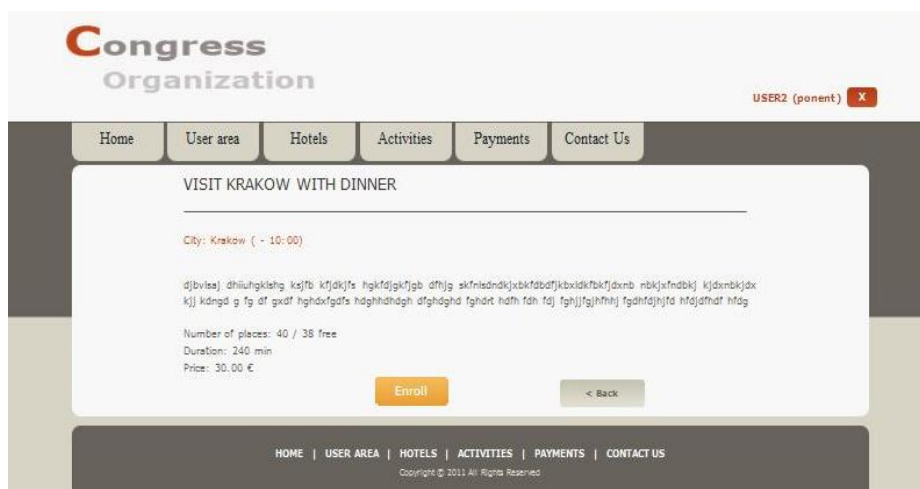 Congress
Organization
USER2 (ponent) X
Home User area Hotels Activities Payments Contact Us
VISIT KRAKOW WITH DINNER
City: Krakow ( - 10:00)
djbvlsaj dhiiuhgklshg ksjfb kfjdkjfs hgkfdjgkfjgb dfhjg
kjj kdngd g fg df gxdf hghdxfgdfs hdghhdhdgh dfghdghd fghdrt hdfh fdh fdj fghjjfgjhfhhj fgdhfdjhjfd hfdjdfhdf hfdg
Number of places: 40 / 38 free
Duration: 240 min
Price: 30.00 €
Enroll < Back
HOME | USER AREA | HOTELS | ACTIVITIES | PAYMENTS | CONTACT US
Copyright © 2011 All Rights Reserved